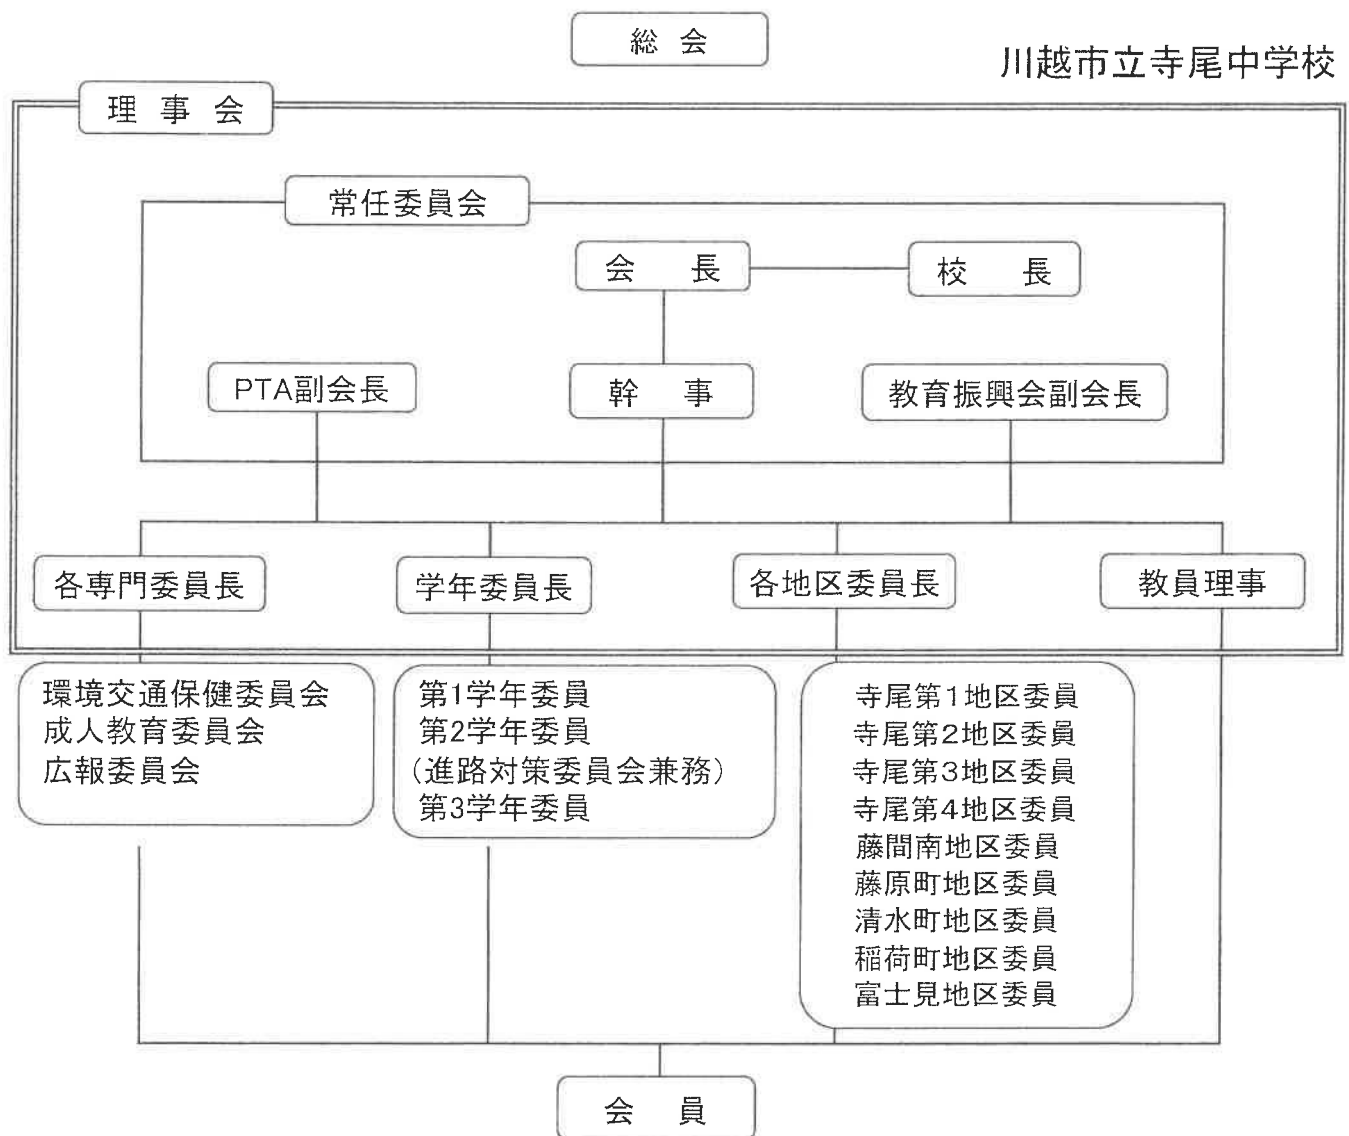 総 会
川越市立寺尾中学校
理 事 会
常任委員会
会 長
校 長
PTA副会長
幹 事
教育振興会副会長
各専門委員長
学年委員長
各地区委員長
教員理事
環境交通保健委員会
成人教育委員会
広報委員会
第1学年委員
第2学年委員
(進路対策委員会兼務)
第3学年委員
寺尾第1地区委員
寺尾第2地区委員
寺尾第3地区委員
寺尾第4地区委員
藤間南地区委員
藤原町地区委員
清水町地区委員
稲荷町地区委員
富士見地区委員
会 員